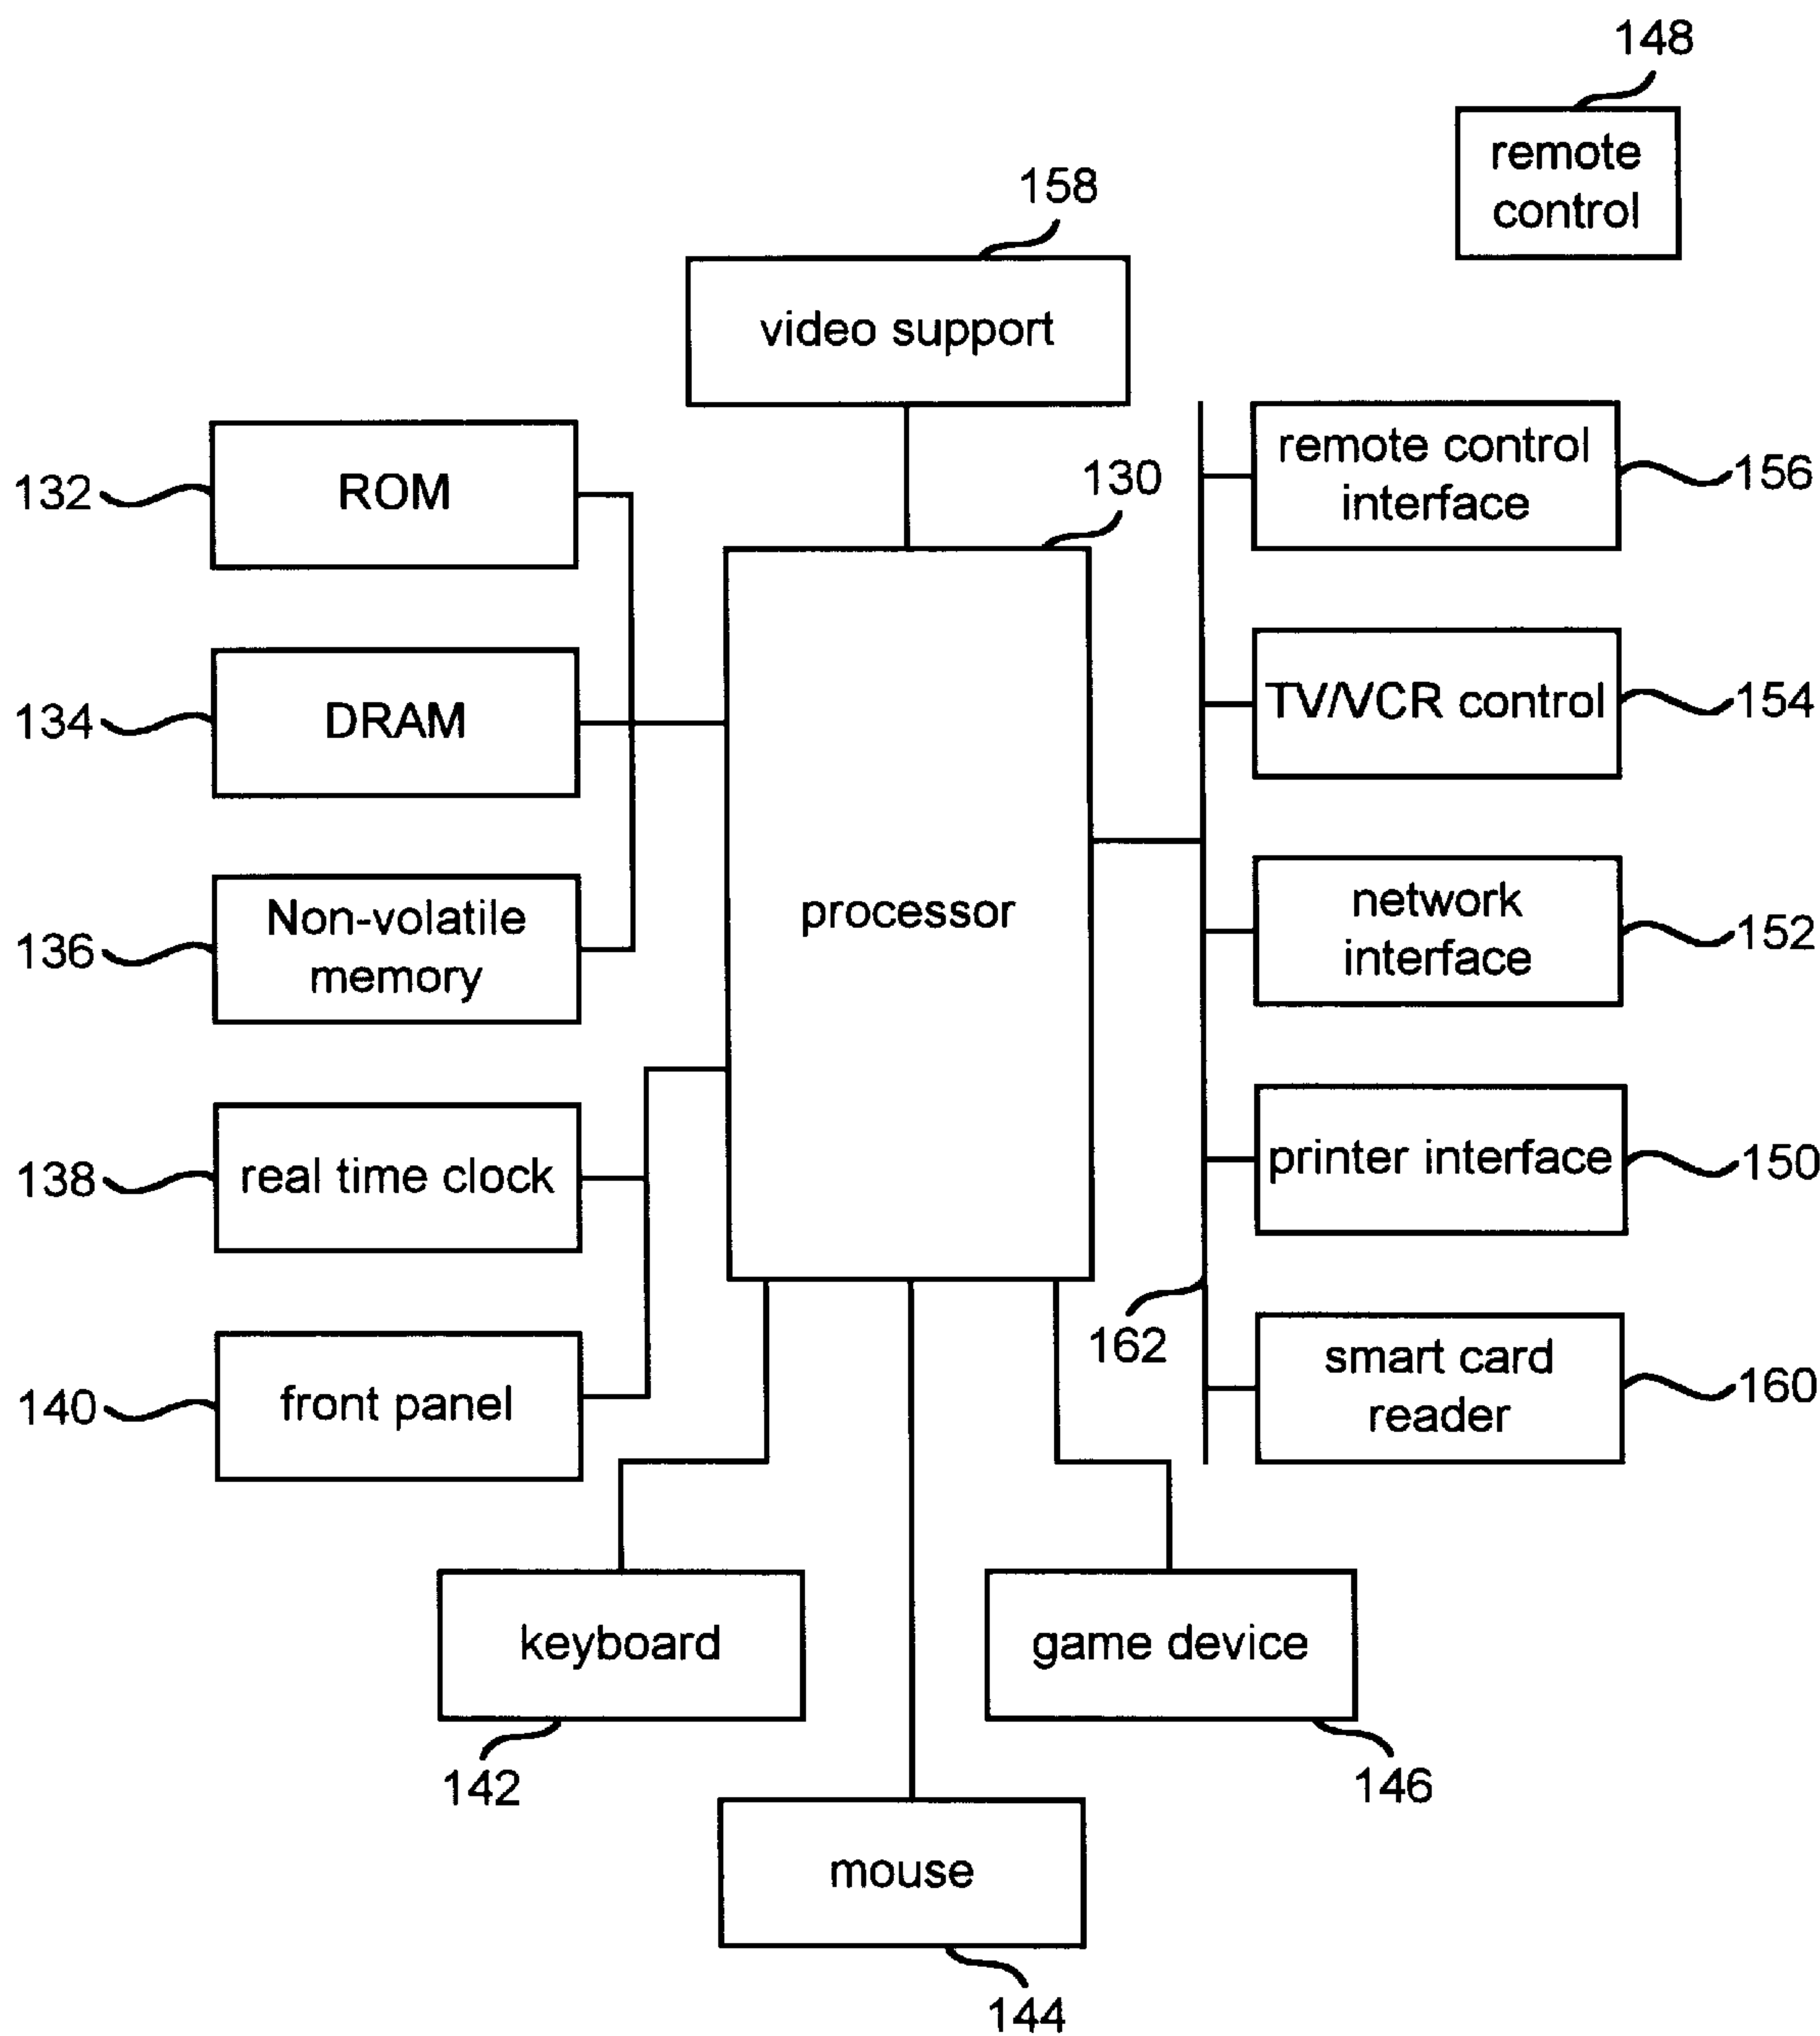 148
remote
control
158
video support
132
ROM
130
remote control
interface
156
134
DRAM
TV/VCR control
154
136
Non-volatile
memory
processor
network
interface
152
138
real time clock
printer interface
150
140
front panel
162
smart card
reader
160
keyboard
142
game device
146
mouse
144